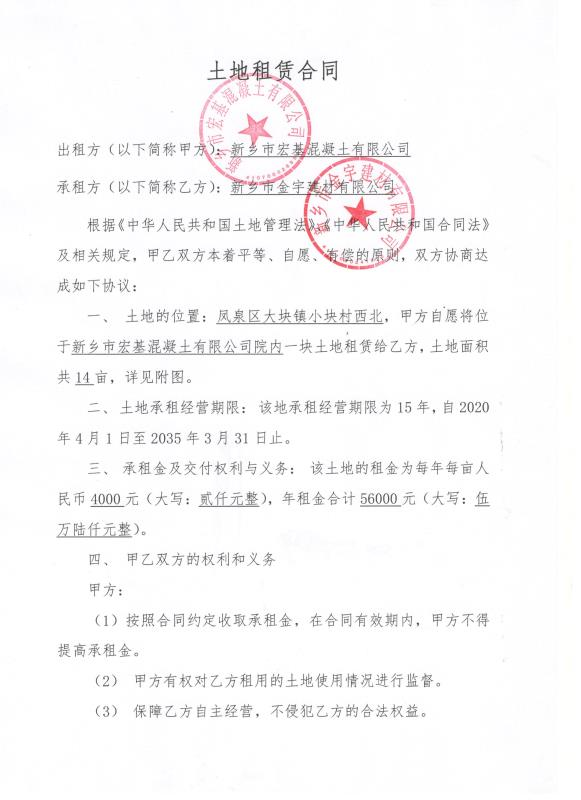 土地租赁合同
新乡市宏基混凝土有限公司
出租方（以下简称甲方）：新乡市宏基混凝土有限公司
承租方（以下简称乙方）：新乡市金宇建材有限公司
新乡市金宇建材有限公司
根据《中华人民共和国土地管理法》《中华人民共和国合同法》
及相关规定，甲乙双方本着平等、自愿、有偿的原则，双方协商达
成如下协议：
一、 土地的位置：凤泉区大块镇小块村西北，甲方自愿将位
于新乡市宏基混凝土有限公司院内一块土地租赁给乙方，土地面积
共14亩，详见附图。
二、土地承租经营期限： 该地承租经营期限为15年，自2020
年4月1日至2035年3月31日止。
三、 承租金及交付权利与义务： 该土地的租金为每年每亩人
民币4000元（大写：贰仟元整），年租金合计56000元（大写：伍
万陆仟元整）。
四、 甲乙双方的权利和义务
甲方：
（1）按照合同约定收取承租金，在合同有效期内，甲方不得
提高承租金。
（2） 甲方有权对乙方租用的土地使用情况进行监督。
（3） 保障乙方自主经营，不侵犯乙方的合法权益。